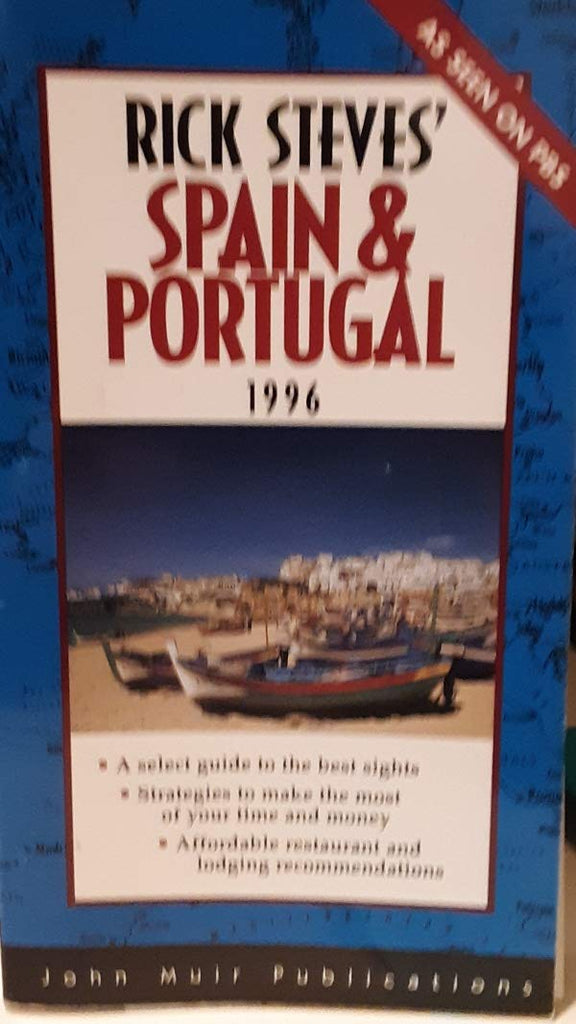 AS SEEN ON PBS
RICK STEVES'
SPAIN &
PORTUGAL
1996
• A select guide to the best sights
• Strategies to make the most
of your time and money
• Affordable restaurant and
lodging recommendations
John Muir Publications